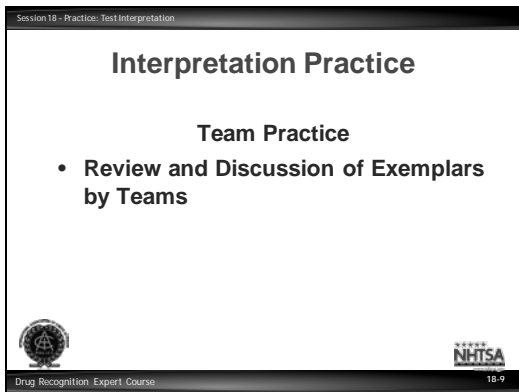 Session 18 - Practice: Test Interpretation
Interpretation Practice
Team Practice
• Review and Discussion of Exemplars
by Teams
NHTSA
Drug Recognition Expert Course
18-9